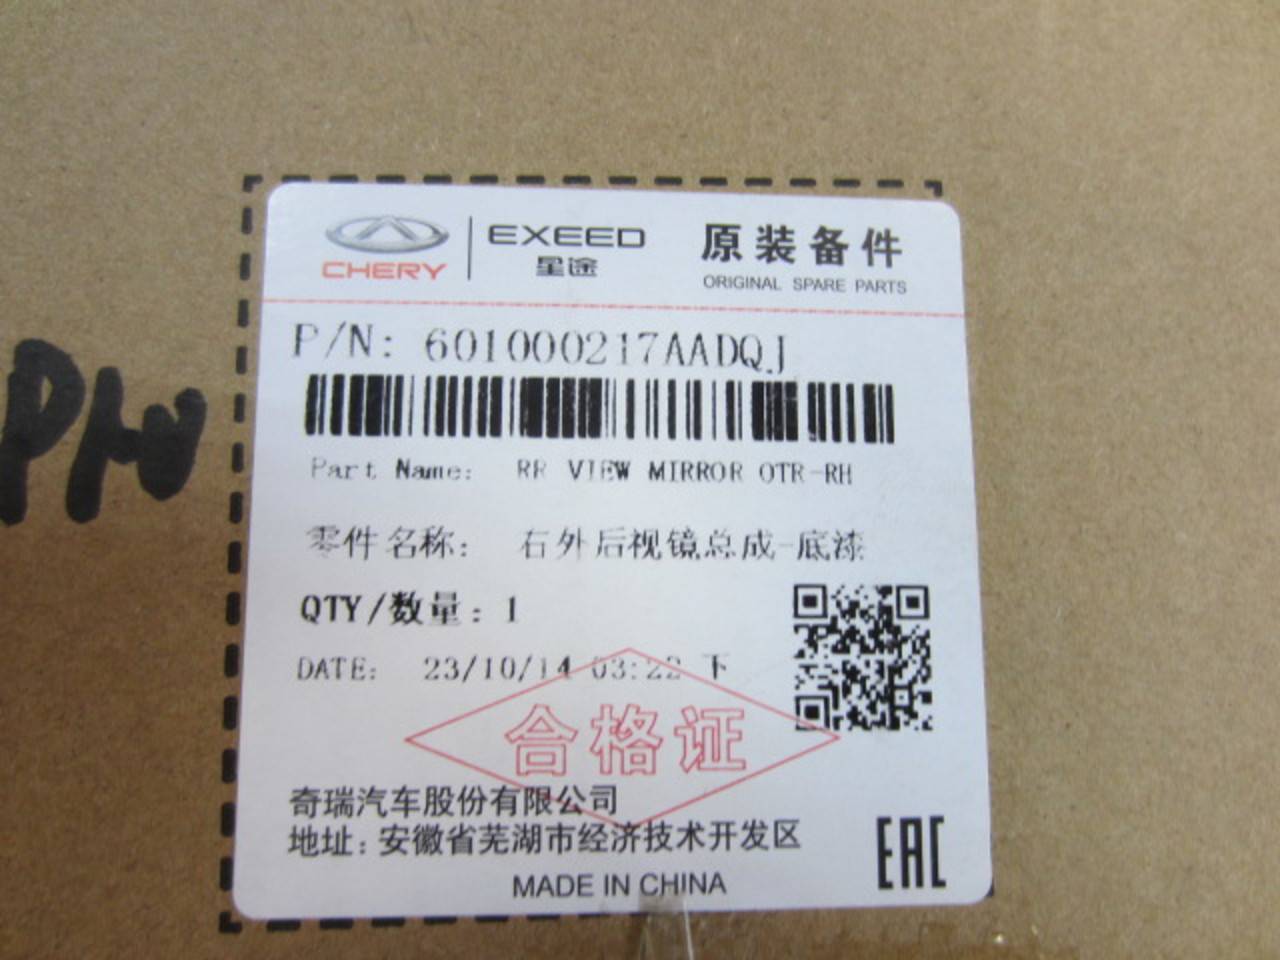 CHERY
EXEED
星途
原装备件
ORIGINAL SPARE PARTS
P/N: 601000217AADQJ
Part Name: RR VIEW MIRROR OTR-RH
零件名称: 右外后视镜总成-底漆
QTY/数量: 1
DATE: 23/10/14 03:22 下
合格证
奇瑞汽车股份有限公司
地址:安徽省芜湖市经济技术开发区
MADE IN CHINA
EAC